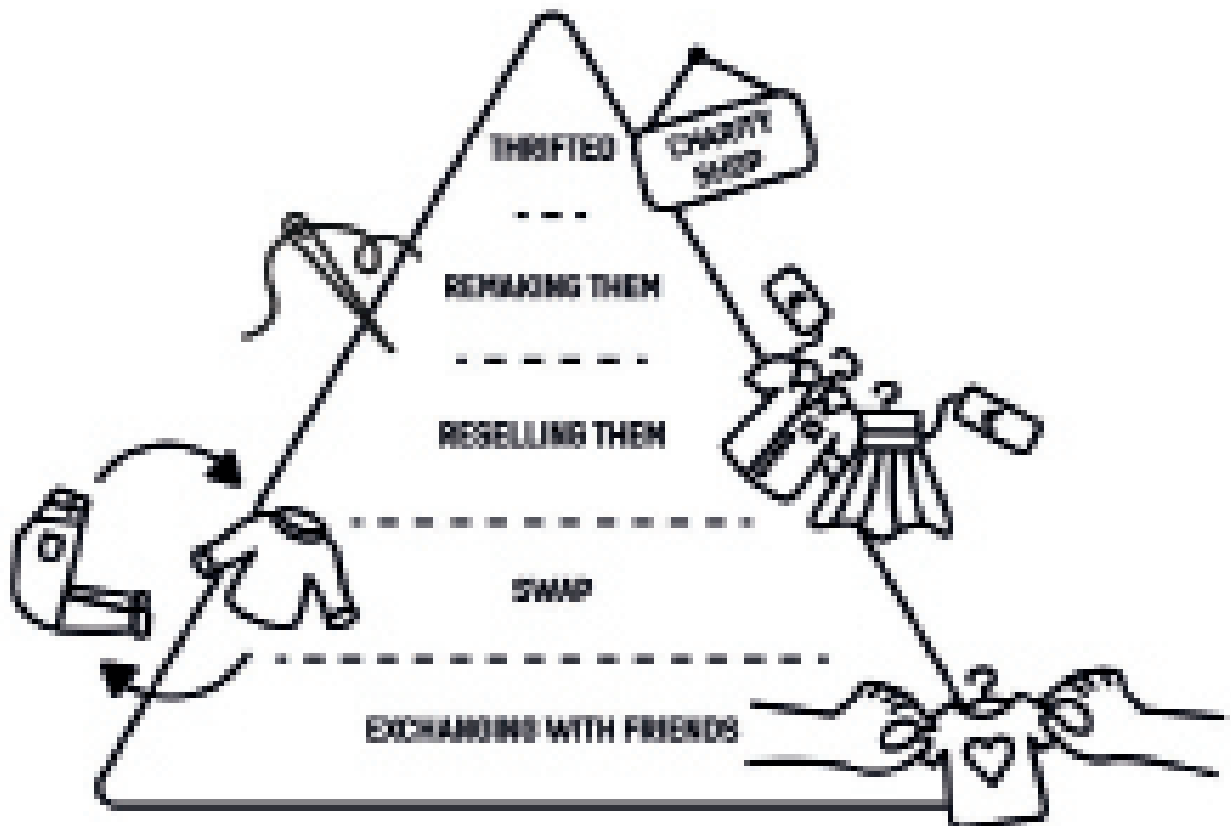 THRIFTED
CHARITY
SHOP
REMAKING THEM
RESELLING THEM
SWAP
EXCHANGING WITH FRIENDS